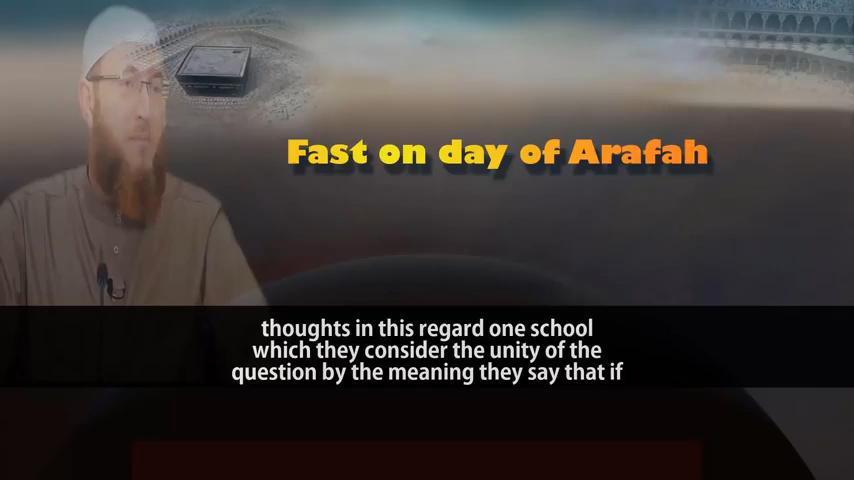 Fast on day of Arafah
thoughts in this regard one school
which they consider the unity of the
question by the meaning they say that if